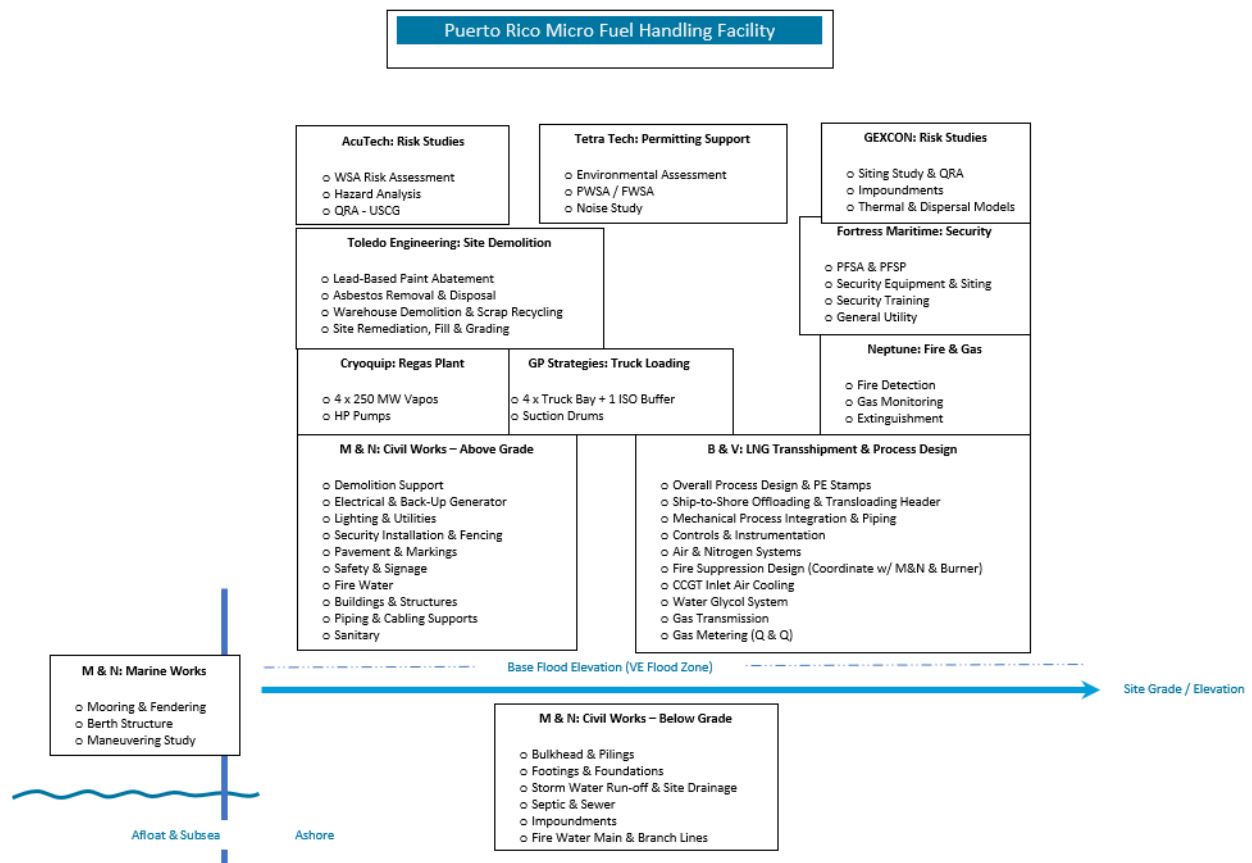 Puerto Rico Micro Fuel Handling Facility
AcuTech: Risk Studies
o WSA Risk Assessment
o Hazard Analysis
o QRA - USCG
Tetra Tech: Permitting Support
o Environmental Assessment
o PWSA / FWSA
o Noise Study
GEXCON: Risk Studies
o Siting Study & QRA
o Impoundments
o Thermal & Dispersal Models
Toledo Engineering: Site Demolition
o Lead-Based Paint Abatement
o Asbestos Removal & Disposal
o Warehouse Demolition & Scrap Recycling
o Site Remediation, Fill & Grading
Fortress Maritime: Security
o PFSA & PFSP
o Security Equipment & Siting
o Security Training
o General Utility
Cryoquip: Regas Plant
o 4 x 250 MW Vapos
o HP Pumps
GP Strategies: Truck Loading
o 4 x Truck Bay + 1 ISO Buffer
o Suction Drums
Neptune: Fire & Gas
o Fire Detection
o Gas Monitoring
o Extinguishment
M & N: Civil Works – Above Grade
o Demolition Support
o Electrical & Back-Up Generator
o Lighting & Utilities
o Security Installation & Fencing
o Pavement & Markings
o Safety & Signage
o Fire Water
o Buildings & Structures
o Piping & Cabling Supports
o Sanitary
B & V: LNG Transshipment & Process Design
o Overall Process Design & PE Stamps
o Ship-to-Shore Offloading & Transloading Header
o Mechanical Process Integration & Piping
o Controls & Instrumentation
o Air & Nitrogen Systems
o Fire Suppression Design (Coordinate w/ M&N & Burner)
o CCGT Inlet Air Cooling
o Water Glycol System
o Gas Transmission
o Gas Metering (Q & Q)
Base Flood Elevation (VE Flood Zone)
Site Grade / Elevation
M & N: Marine Works
o Mooring & Fendering
o Berth Structure
o Maneuvering Study
M & N: Civil Works – Below Grade
o Bulkhead & Pilings
o Footings & Foundations
o Storm Water Run-off & Site Drainage
o Septic & Sewer
o Impoundments
o Fire Water Main & Branch Lines
Afloat & Subsea
Ashore